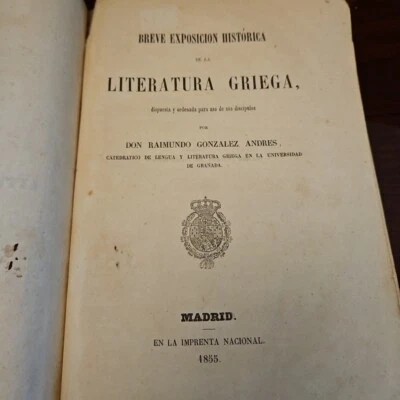 BREVE EXPOSICION HISTÓRICA
DE LA
LITERATURA GRIEGA,
dispuesta y ordenada para uso de sus discípulos
POR
DON RAIMUNDO GONZALEZ ANDRES,
CATEDRATICO DE LENGUA Y LITERATURA GRIEGA EN LA UNIVERSIDAD
DE GRANADA.
MADRID.
EN LA IMPRENTA NACIONAL.
1855.